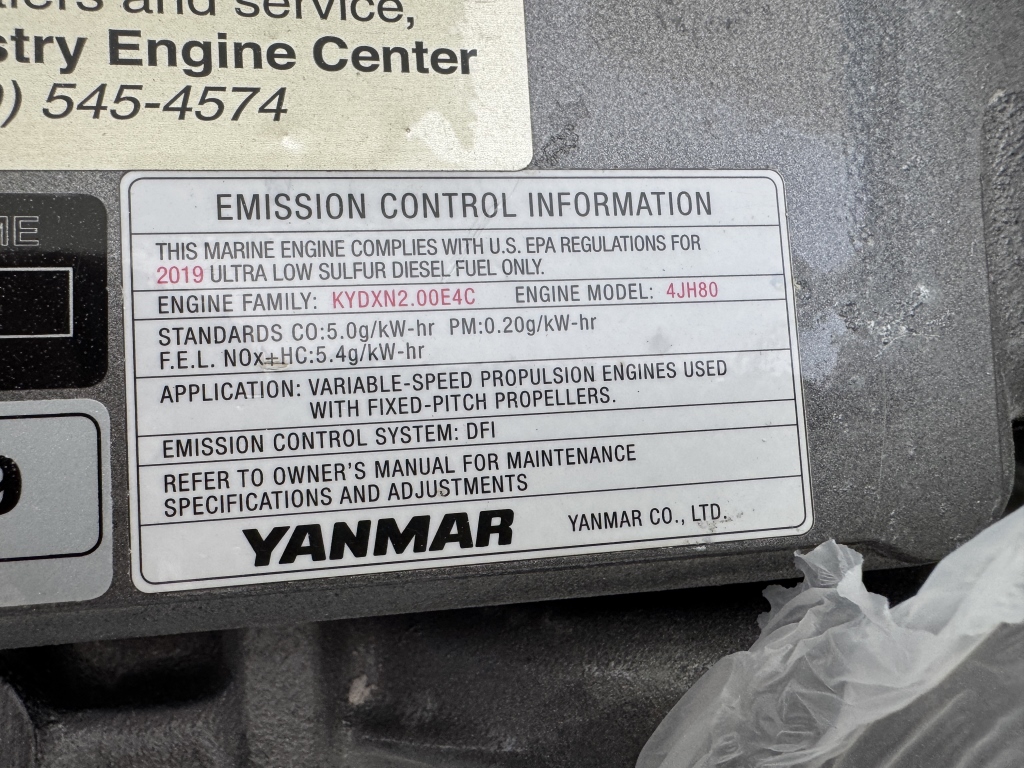 and service,
Engine Center
545-4574
EMISSION CONTROL INFORMATION
THIS MARINE ENGINE COMPLIES WITH U.S. EPA REGULATIONS FOR
2019 ULTRA LOW SULFUR DIESEL FUEL ONLY.
ENGINE FAMILY: KYDXN2.00E4C ENGINE MODEL: 4JH80
STANDARDS CO:5.0g/kW-hr PM:0.20g/kW-hr
F.E.L. NOx+HC:5.4g/kW-hr
APPLICATION: VARIABLE-SPEED PROPULSION ENGINES USED
WITH FIXED-PITCH PROPELLERS.
EMISSION CONTROL SYSTEM: DFI
REFER TO OWNER'S MANUAL FOR MAINTENANCE
SPECIFICATIONS AND ADJUSTMENTS
YANMAR YANMAR CO., LTD.